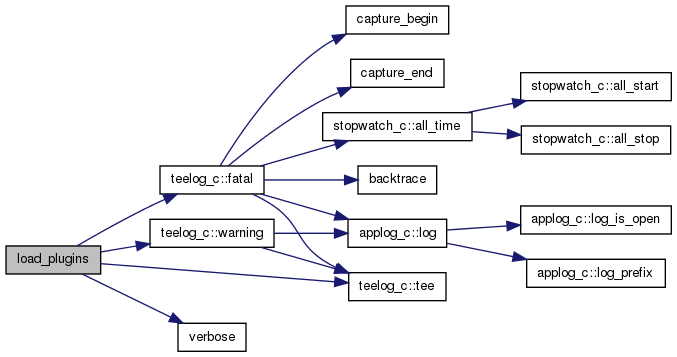 capture_begin
capture_end
stopwatch_c::all_start
stopwatch_c::all_time
stopwatch_c::all_stop
teelog_c::fatal
backtrace
applog_c::log_is_open
teelog_c::warning
applog_c::log
load_plugins
applog_c::log_prefix
teelog_c::tee
verbose